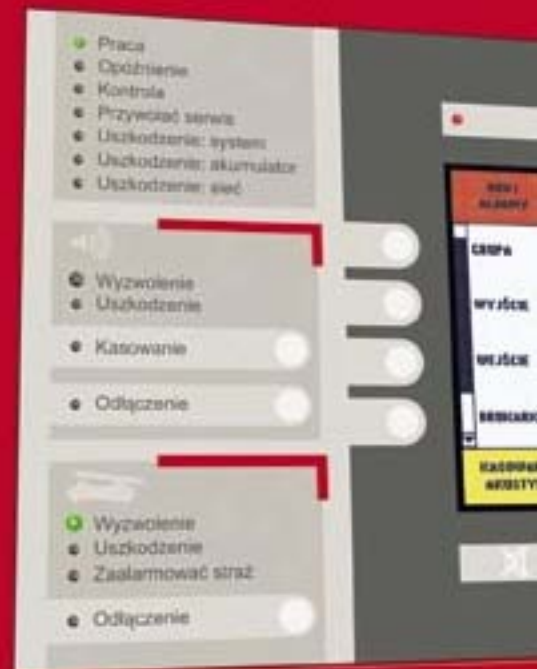 Praca
Opóźnienie
Kontrola
Przywołać serwis
Uszkodzenie: system
Uszkodzenie: akumulator
Uszkodzenie: sieć
Wyzwolenie
Uszkodzenie
Kasowanie
Odłączenie
Wyzwolenie
Uszkodzenie
Zaalarmować straż
Odłączenie
GRUPA
WYJŚCIE
WEJŚCIE